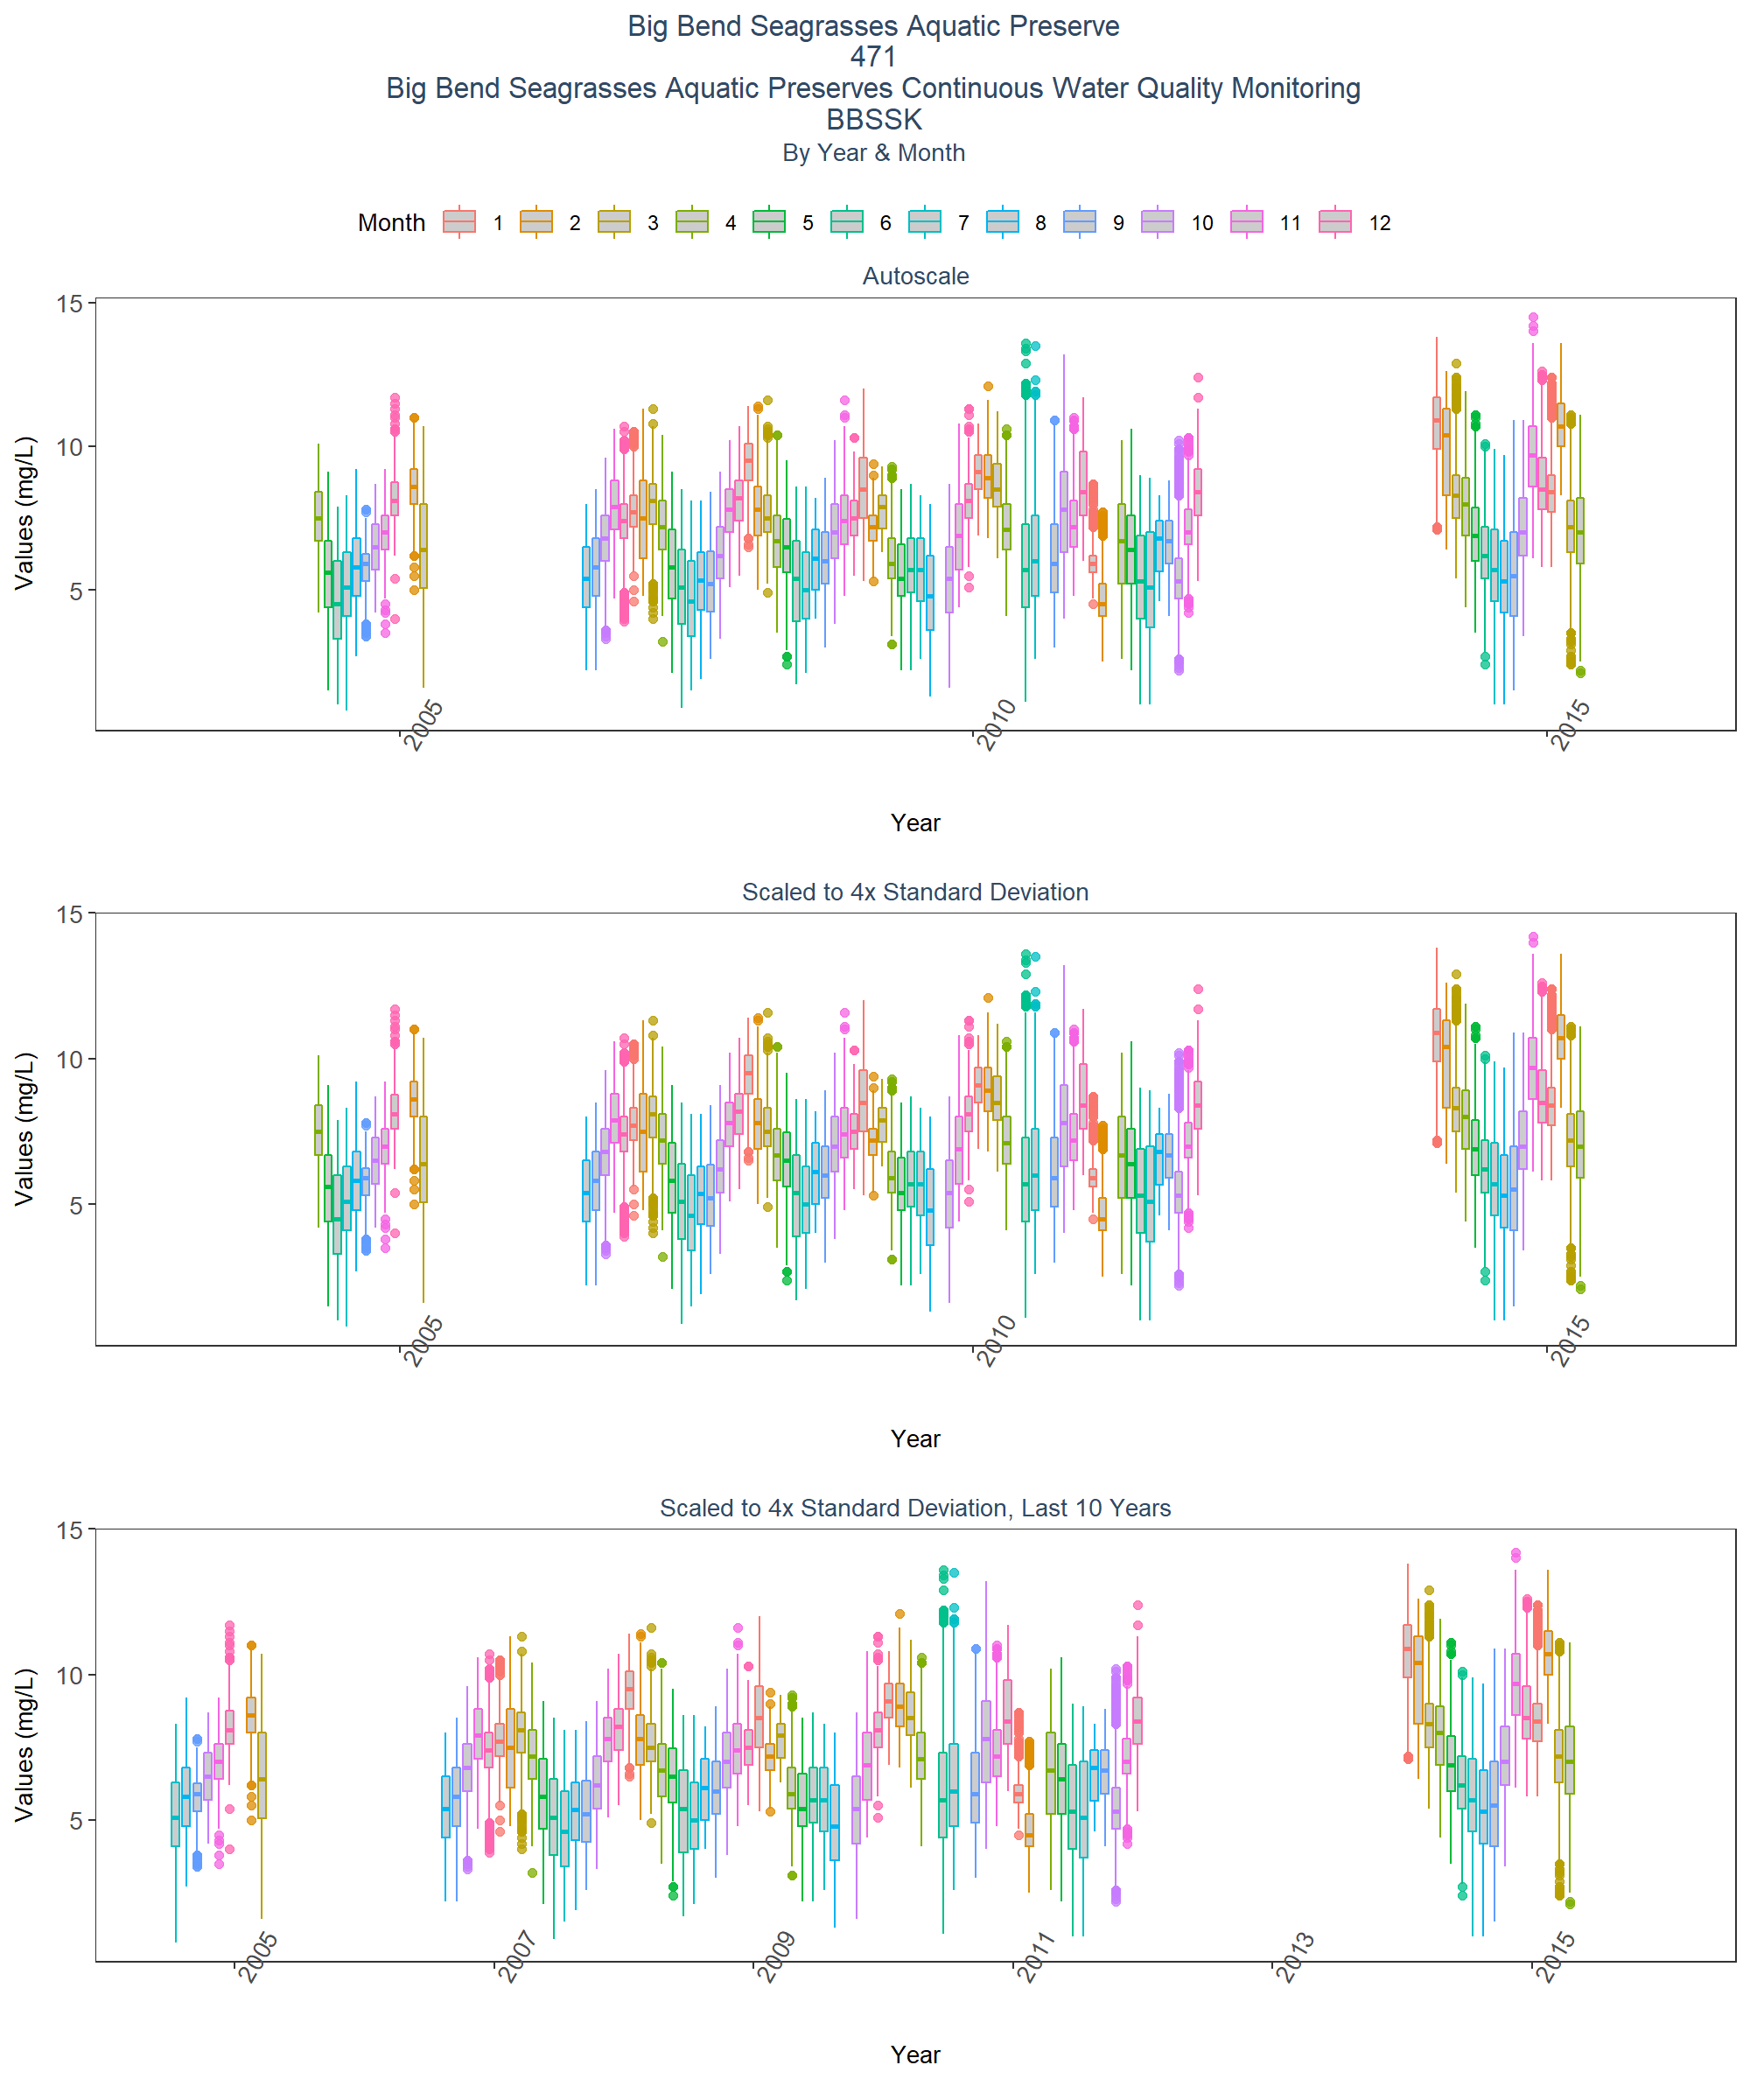 Big Bend Seagrasses Aquatic Preserve
471
Big Bend Seagrasses Aquatic Preserves Continuous Water Quality Monitoring
BBSSK
By Year & Month
Month 1 2 3 4 5 6 7 8 9 10 11 12
Autoscale
Values (mg/L)
15
10
5
2005 2010 2015
Year
Scaled to 4x Standard Deviation
Values (mg/L)
15
10
5
2005 2010 2015
Year
Scaled to 4x Standard Deviation, Last 10 Years
Values (mg/L)
15
10
5
2005 2007 2009 2011 2013 2015
Year